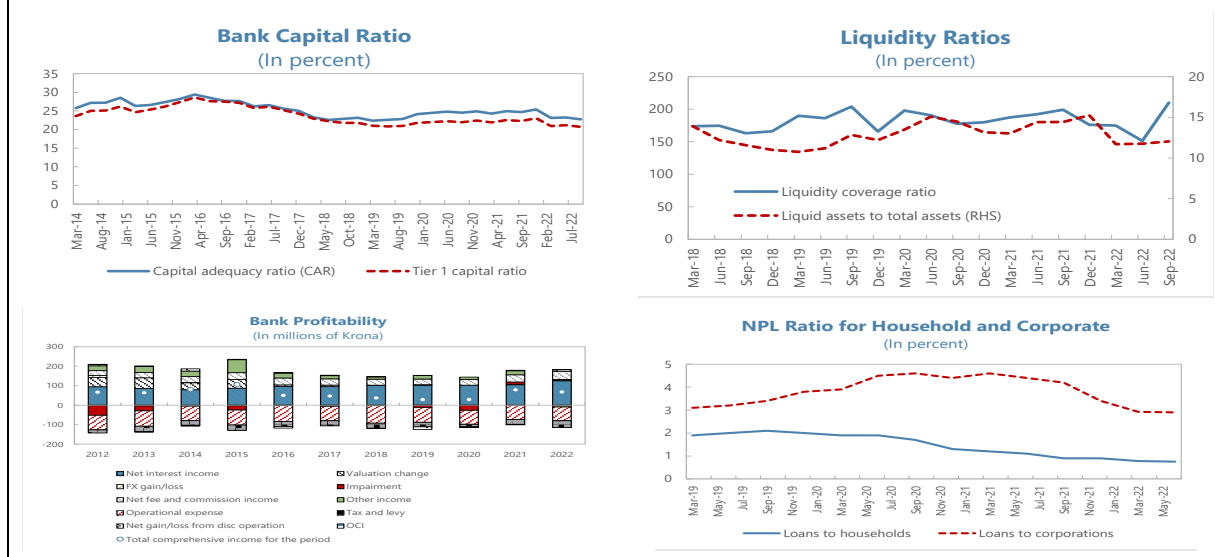 Bank Capital Ratio
(In percent)
35
30
25
20
15
10
5
0
Mar-14
Aug-14
Jan-15
Jun-15
Nov-15
Apr-16
Sep-16
Feb-17
Jul-17
Dec-17
May-18
Oct-18
Mar-19
Aug-19
Jan-20
Jun-20
Nov-20
Apr-21
Sep-21
Feb-22
Jul-22
Capital adequacy ratio (CAR)
Tier 1 capital ratio
Liquidity Ratios
(In percent)
250
200
150
100
50
0
20
15
10
5
0
Liquidity coverage ratio
Liquid assets to total assets (RHS)
Mar-18
Jun-18
Sep-18
Dec-18
Mar-19
Jun-19
Sep-19
Dec-19
Mar-20
Jun-20
Sep-20
Dec-20
Mar-21
Jun-21
Sep-21
Dec-21
Mar-22
Jun-22
Sep-22
Bank Profitability
(In millions of Krona)
300
200
100
0
-100
-200
2012 2013 2014 2015 2016 2017 2018 2019 2020 2021 2022
Net interest income
Valuation change
FX gain/loss
Impairment
Net fee and commission income
Other income
Operational expense
Tax and levy
Net gain/loss from disc operation
OCI
Total comprehensive income for the period
NPL Ratio for Household and Corporate
(In percent)
5
4
3
2
1
0
Mar-19
May-19
Jul-19
Sep-19
Nov-19
Jan-20
Mar-20
May-20
Jul-20
Sep-20
Nov-20
Jan-21
Mar-21
May-21
Jul-21
Sep-21
Nov-21
Jan-22
Mar-22
May-22
Loans to households
Loans to corporations